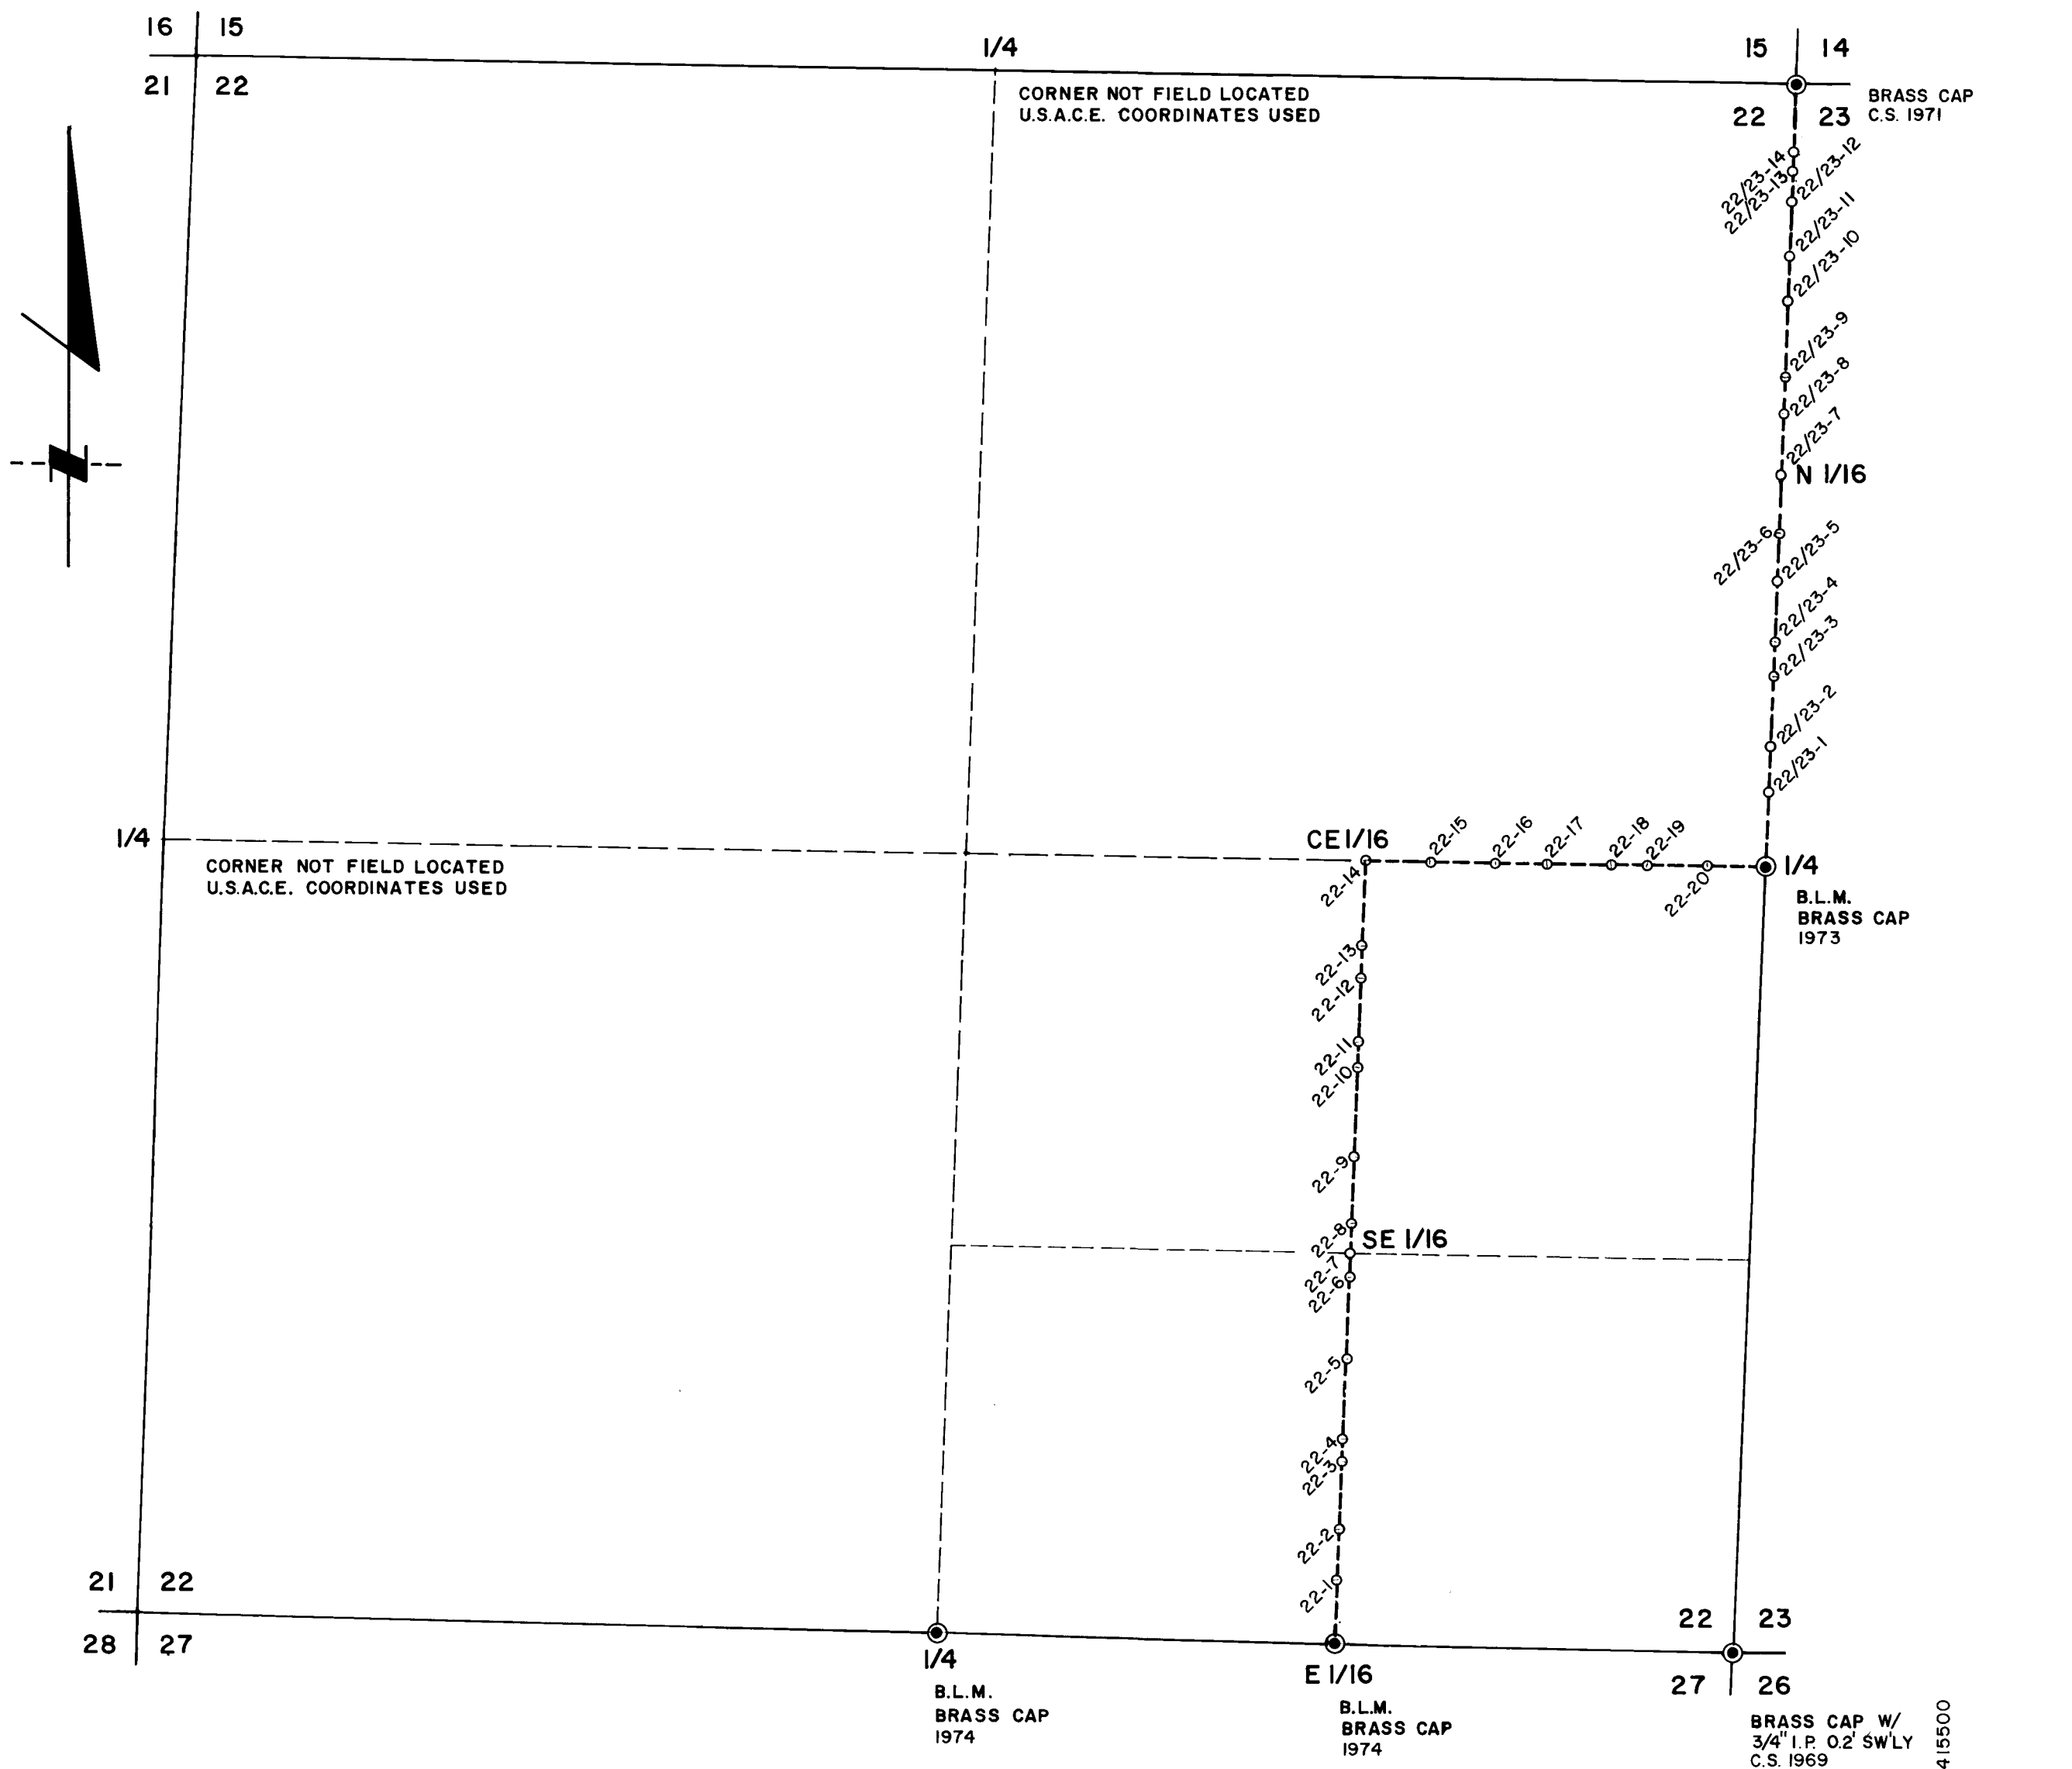 16 15
1/4
15 14
21 22
CORNER NOT FIELD LOCATED
U.S.A.C.E. COORDINATES USED
22 23
BRASS CAP
C.S. 1971
22/23-14
22/23-13
22/23-12
22/23-11
22/23-10
22/23-9
22/23-8
22/23-7
N 1/16
22/23-6
22/23-5
22/23-4
22/23-3
22/23-2
22/23-1
1/4
CORNER NOT FIELD LOCATED
U.S.A.C.E. COORDINATES USED
CE 1/16
22-15
22-16
22-17
22-18
22-19
22-20
1/4
B.L.M.
BRASS CAP
1973
22-14
22-13
22-12
22-11
22-10
22-9
22-8
SE 1/16
22-7
22-6
22-5
22-4
22-3
22-2
22-1
21 22
28 27
1/4
B.L.M.
BRASS CAP
1974
E 1/16
B.L.M.
BRASS CAP
1974
22 23
27 26
BRASS CAP W/
3/4" I.P. 0.2' SW'LY
C.S. 1969
415500
N